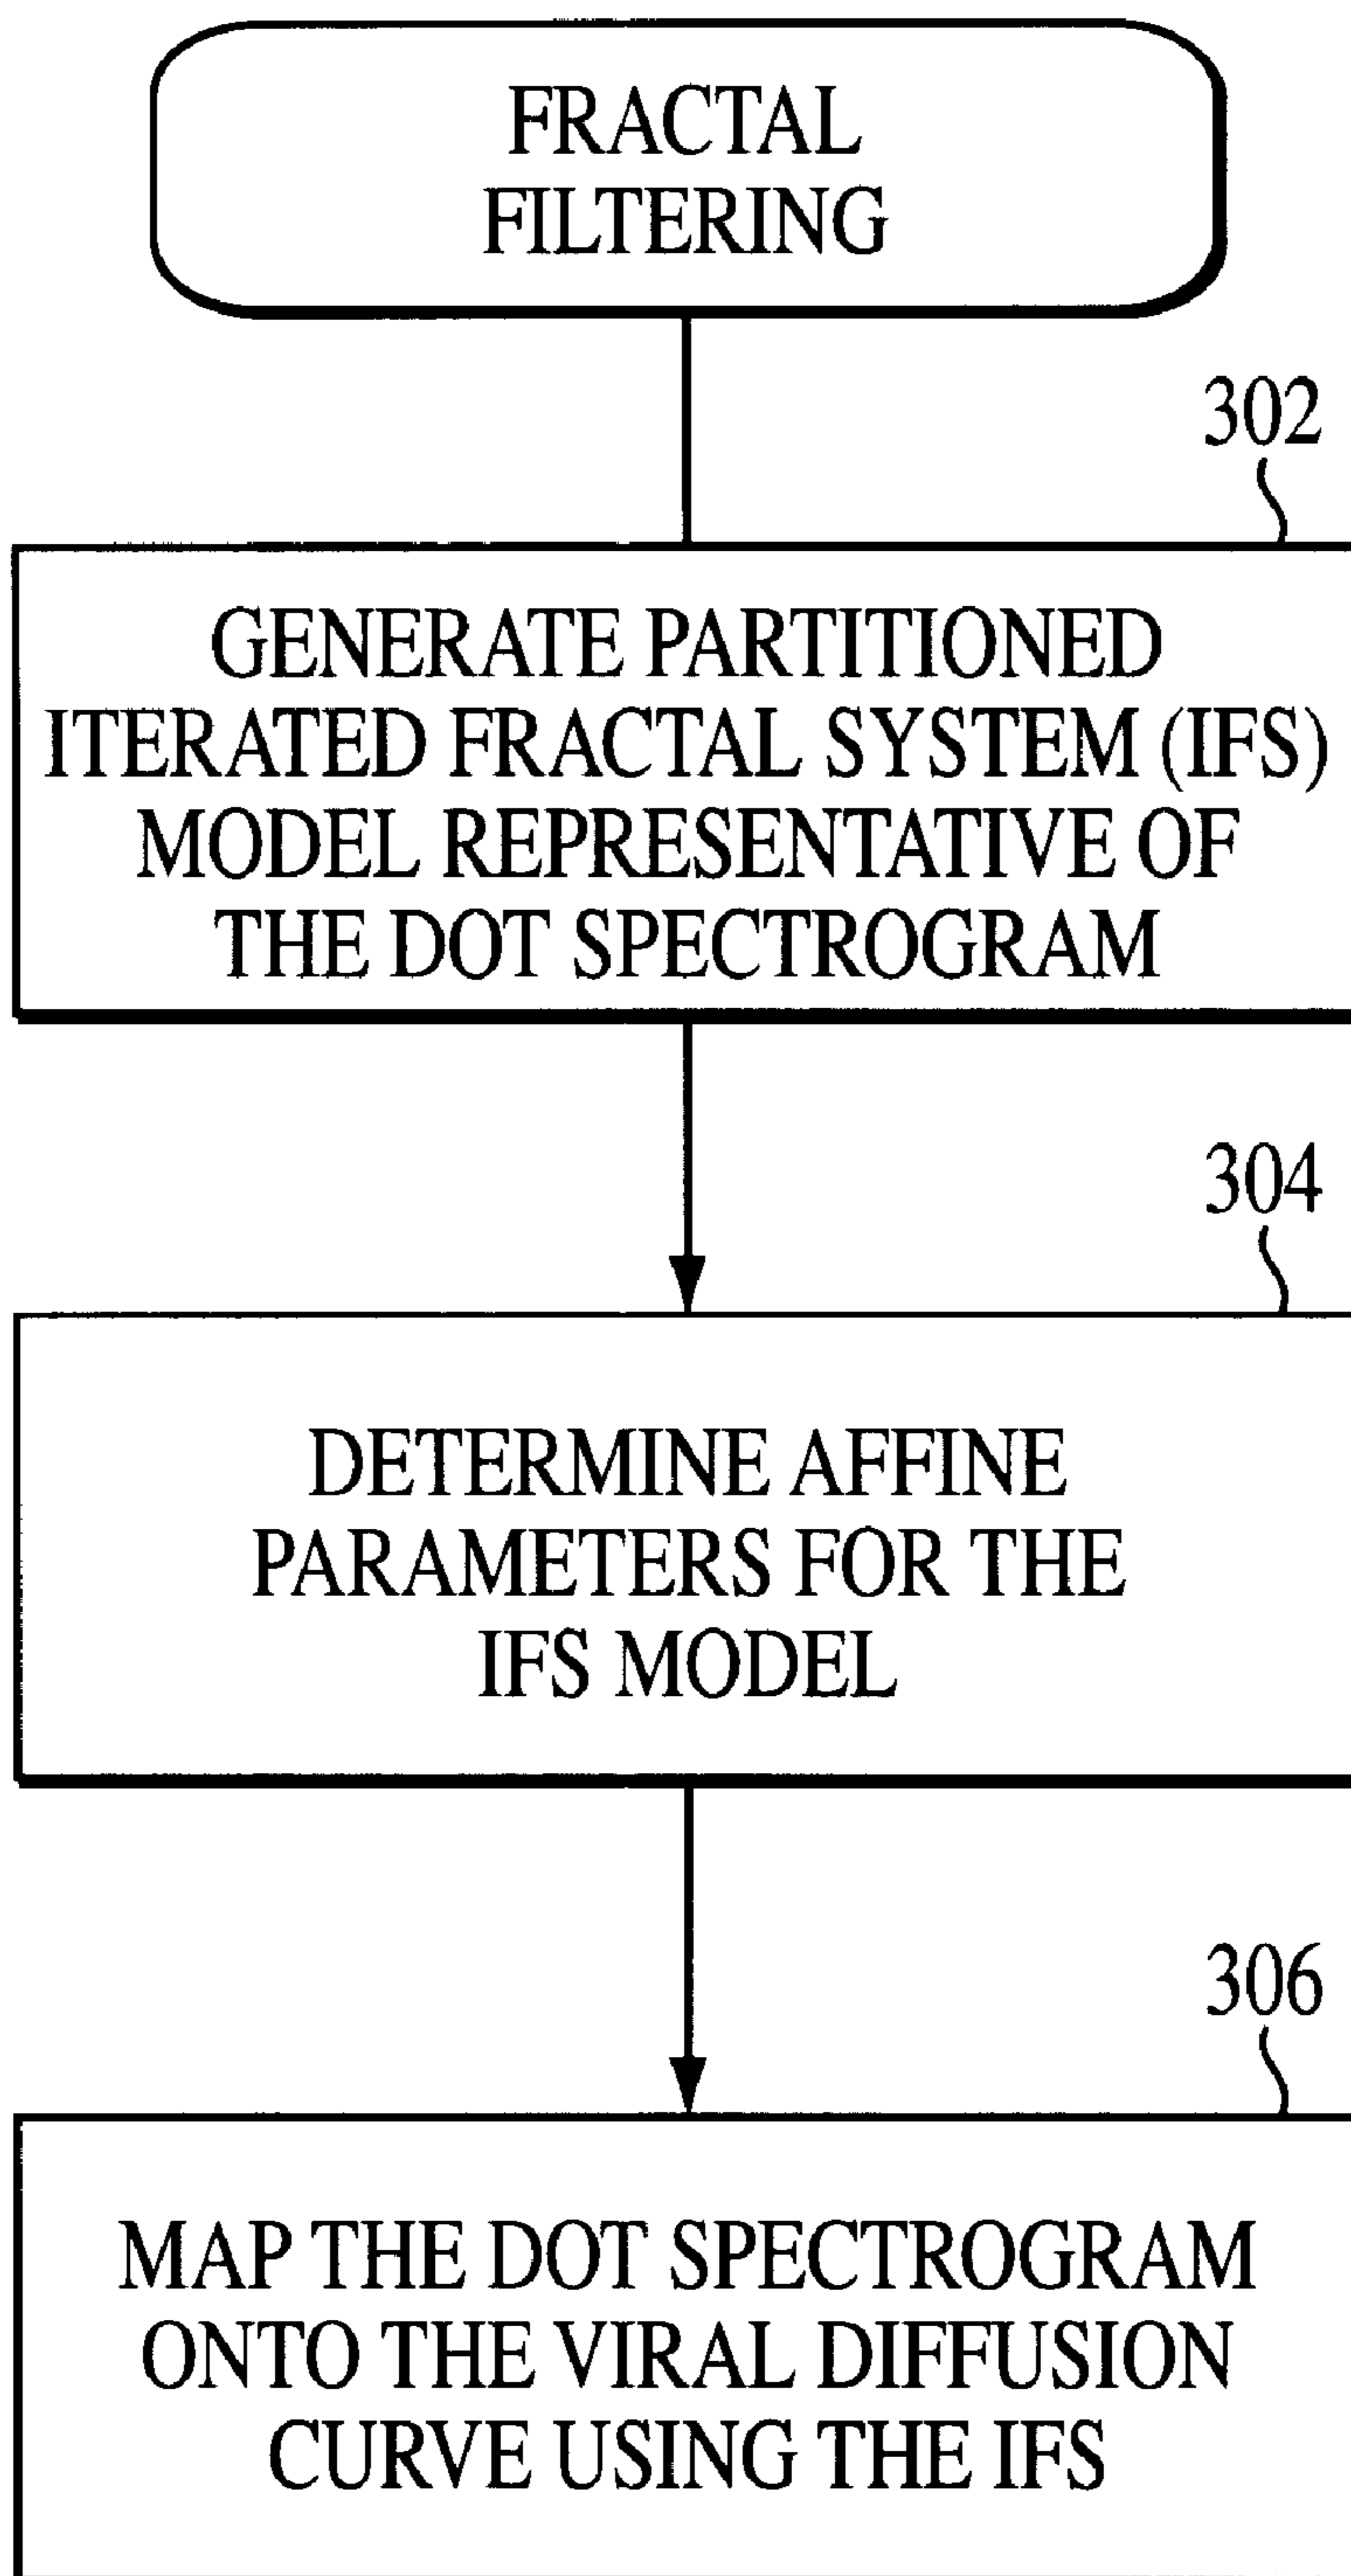 FRACTAL
FILTERING
302
GENERATE PARTITIONED
ITERATED FRACTAL SYSTEM (IFS)
MODEL REPRESENTATIVE OF
THE DOT SPECTROGRAM
304
DETERMINE AFFINE
PARAMETERS FOR THE
IFS MODEL
306
MAP THE DOT SPECTROGRAM
ONTO THE VIRAL DIFFUSION
CURVE USING THE IFS